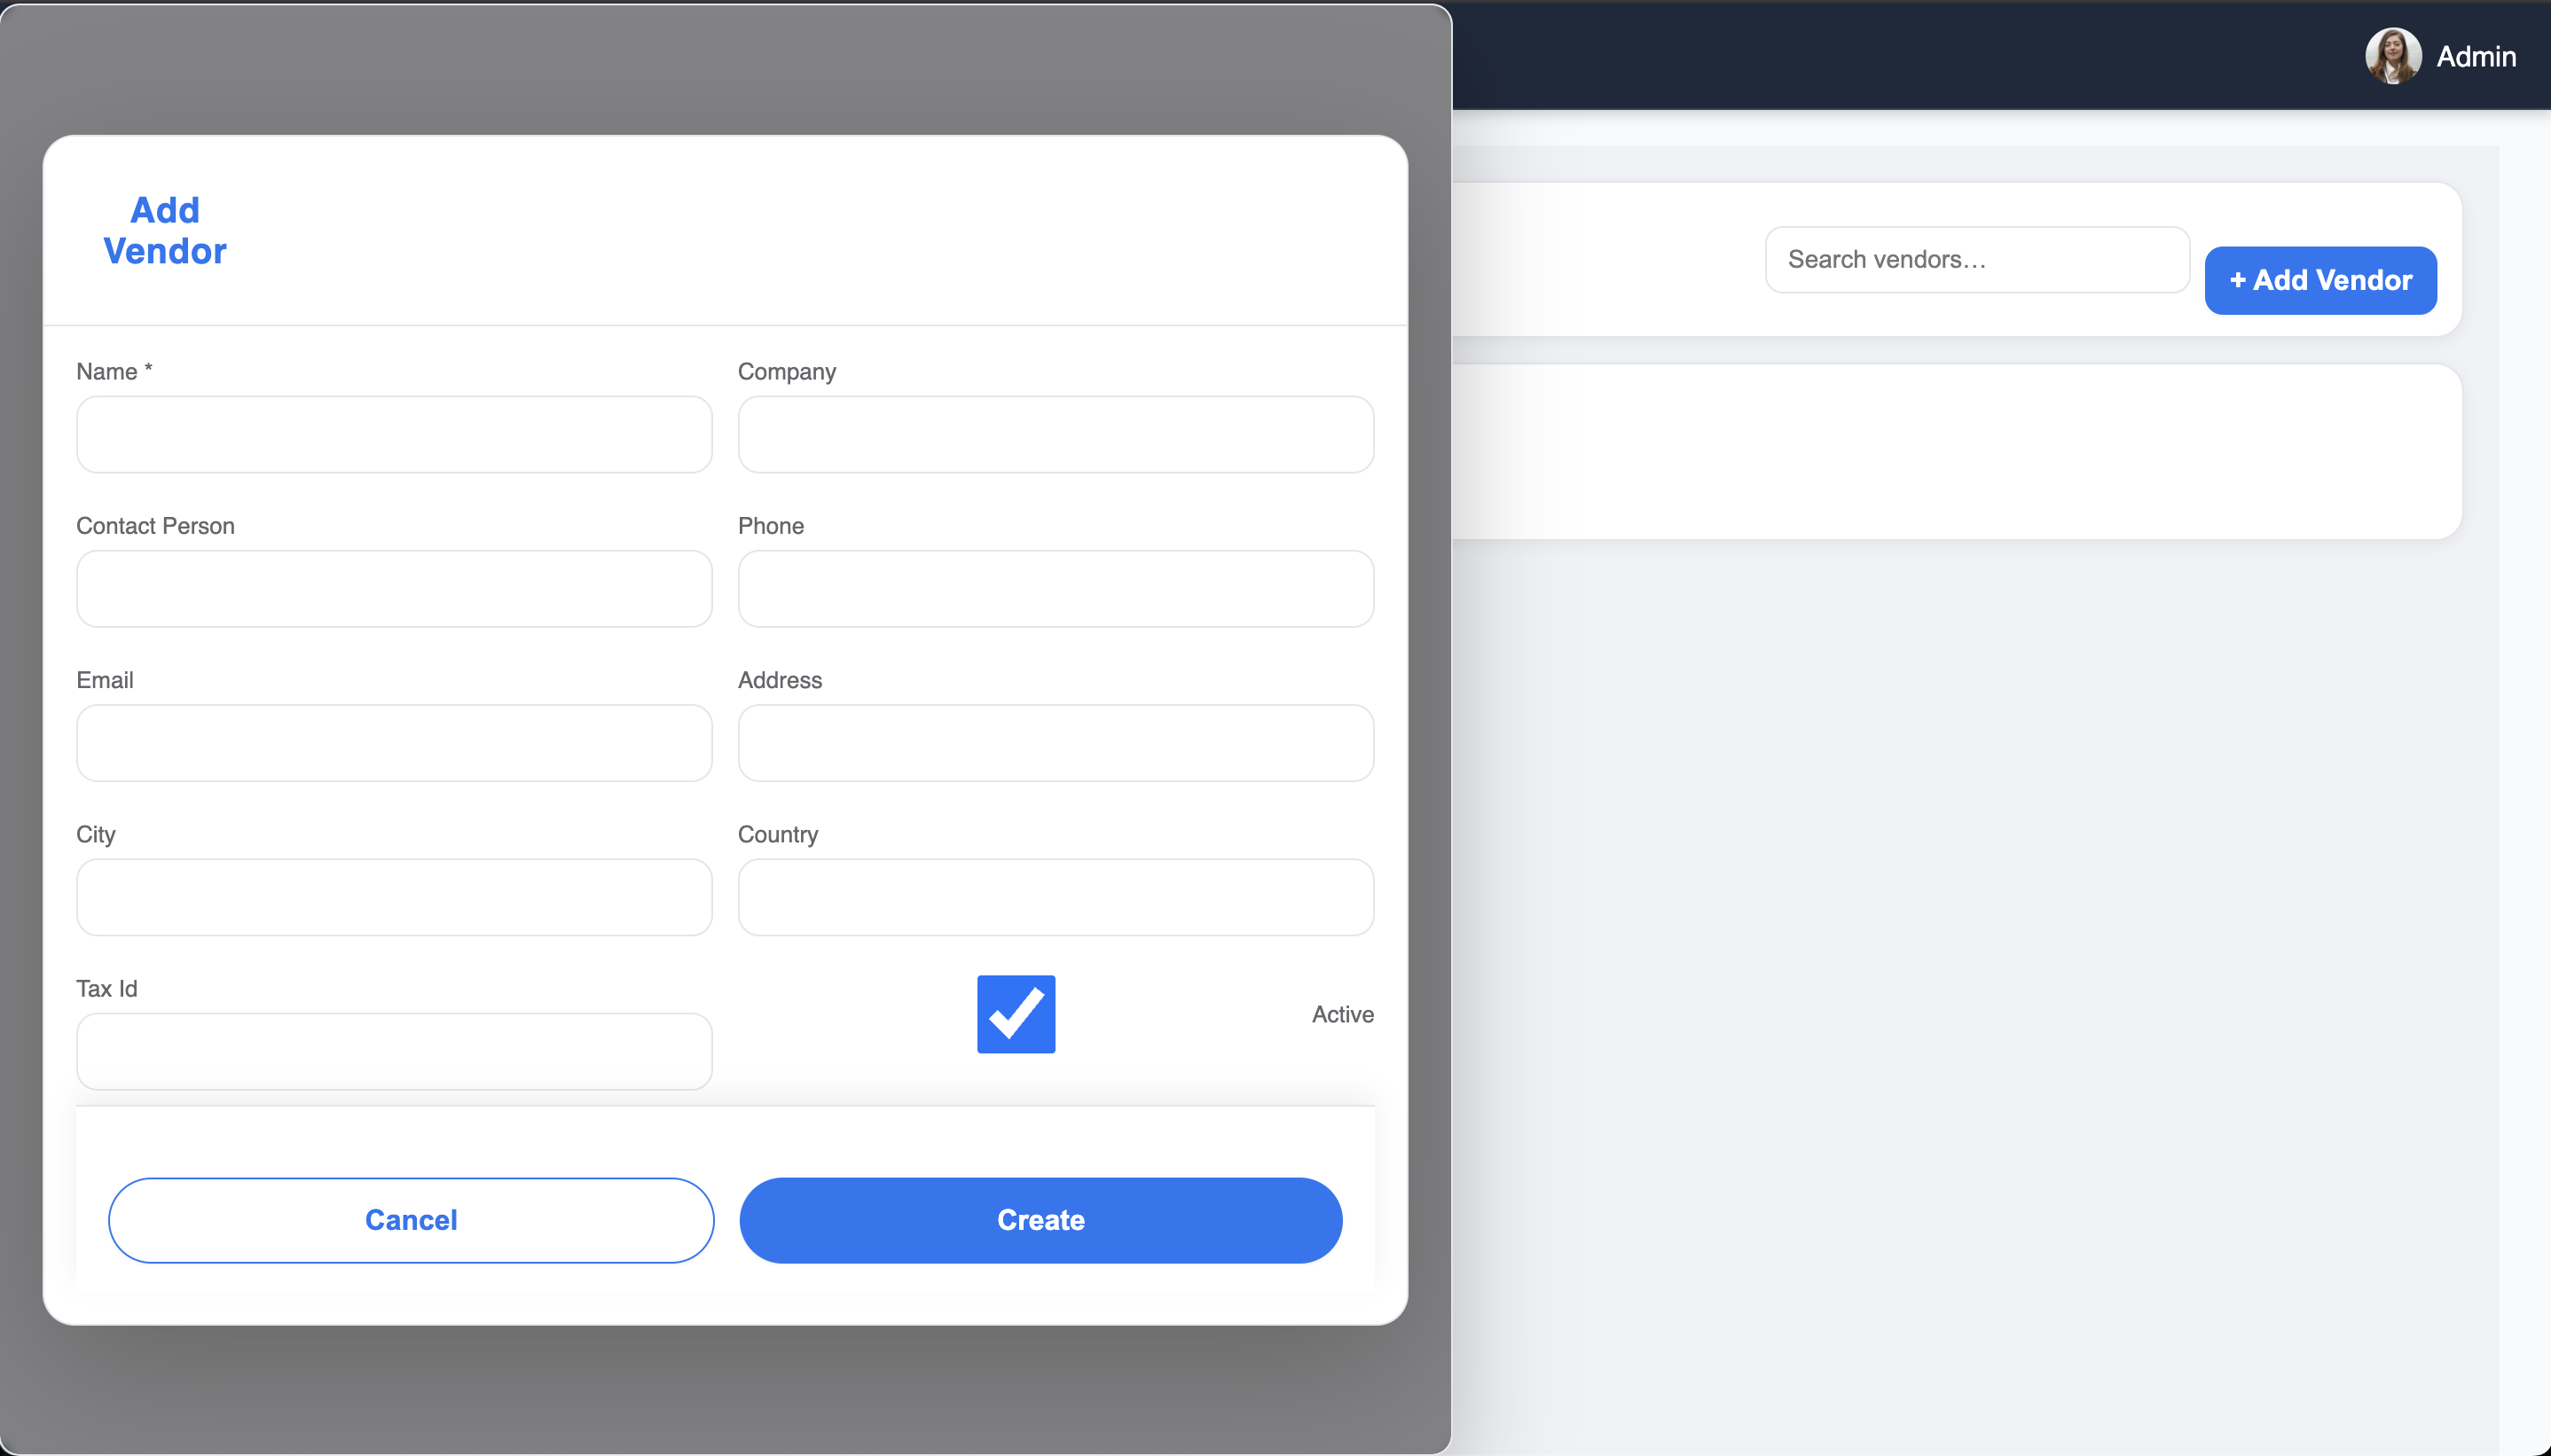 Admin
Add
Vendor
Search vendors...
+ Add Vendor
Name *
Company
Contact Person
Phone
Email
Address
City
Country
Tax Id
Active
Cancel
Create